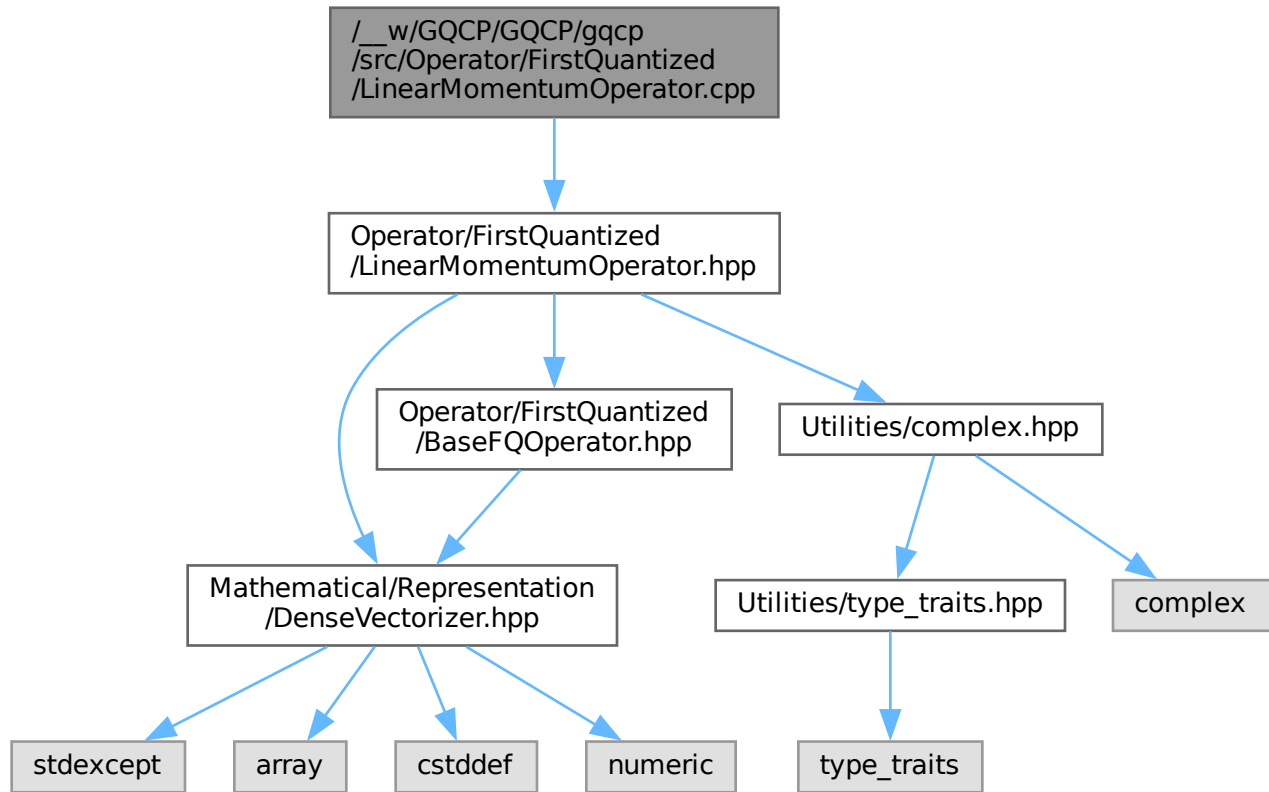 /__w/GQCP/GQCP/gqcp
/src/Operator/FirstQuantized
/LinearMomentumOperator.cpp
Operator/FirstQuantized
/LinearMomentumOperator.hpp
Operator/FirstQuantized
/BaseFQOperator.hpp
Utilities/complex.hpp
Mathematical/Representation
/DenseVectorizer.hpp
Utilities/type_traits.hpp
complex
stdexcept
array
cstddef
numeric
type_traits